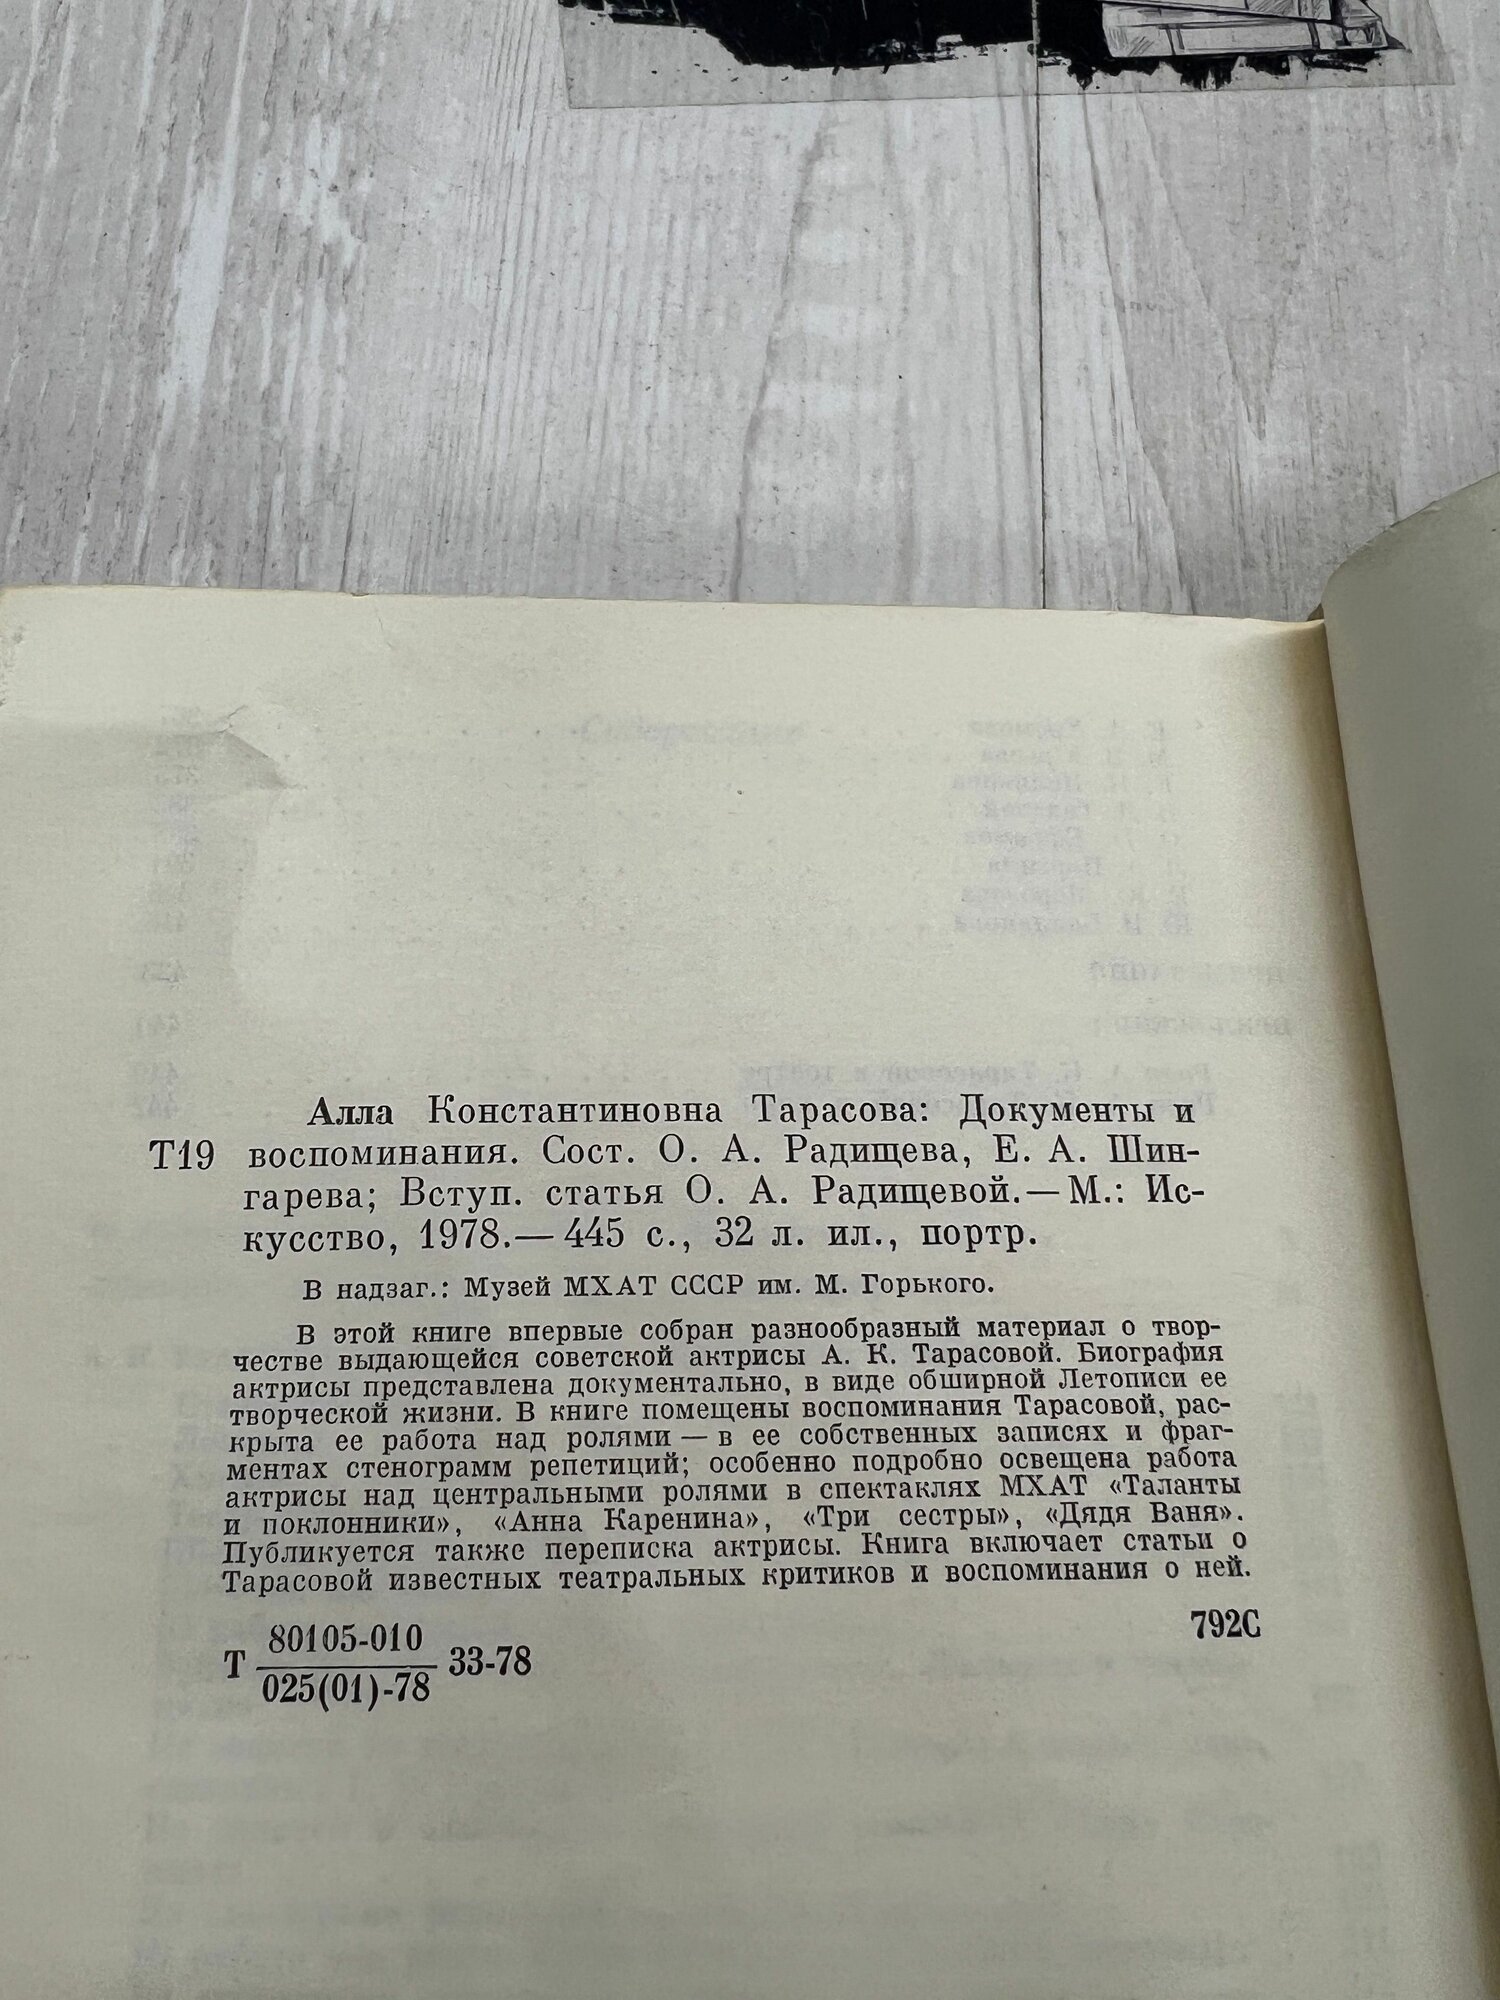 Алла Константиновна Тарасова: Документы и
Т19 воспоминания. Сост. О. А. Радищева, Е. А. Шин-
гарева; Вступ. статья О. А. Радищевой.— М.: Ис-
кусство, 1978.— 445 с., 32 л. ил., портр.
В надзаг.: Музей МХАТ СССР им. М. Горького.
В этой книге впервые собран разнообразный материал о твор-
честве выдающейся советской актрисы А. К. Тарасовой. Биография
актрисы представлена документально, в виде обширной Летописи ее
творческой жизни. В книге помещены воспоминания Тарасовой, рас-
крыта ее работа над ролями — в ее собственных записях и фраг-
ментах стенограмм репетиций; особенно подробно освещена работа
актрисы над центральными ролями в спектаклях МХАТ «Таланты
и поклонники», «Анна Каренина», «Три сестры», «Дядя Ваня».
Публикуется также переписка актрисы. Книга включает статьи о
Тарасовой известных театральных критиков и воспоминания о ней.
792С
80105-010
Т 33-78
025(01)-78